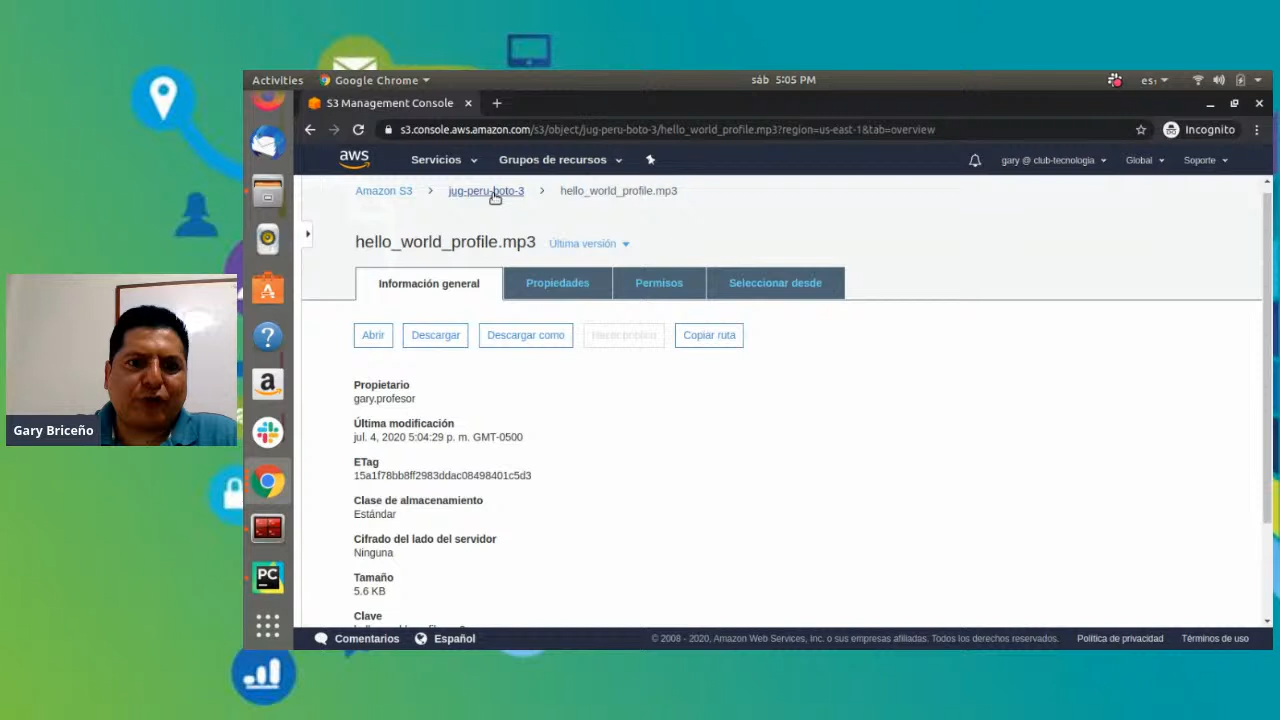 Activities Google Chrome sáb 5:05 PM es₁
S3 Management Console
s3.console.aws.amazon.com/s3/object/jug-peru-boto-3/hello_world_profile.mp3?region=us-east-1&tab=overview Incognito
aws Servicios Grupos de recursos gary @ club-tecnologia Global Soporte
Amazon S3 jug-peru-boto-3 hello_world_profile.mp3
hello_world_profile.mp3 Última versión
Información general Propiedades Permisos Seleccionar desde
Abrir Descargar Descargar como Hacer público Copiar ruta
Propietario
gary.profesor
Última modificación
jul. 4, 2020 5:04:29 p. m. GMT-0500
ETag
15a1f78bb8ff2983ddac08498401c5d3
Clase de almacenamiento
Estándar
Cifrado del lado del servidor
Ninguna
Tamaño
5.6 KB
Clave
Comentarios Español © 2008 - 2020, Amazon Web Services, Inc. o sus empresas afiliadas. Todos los derechos reservados. Política de privacidad Términos de uso
Gary Briceño
PC